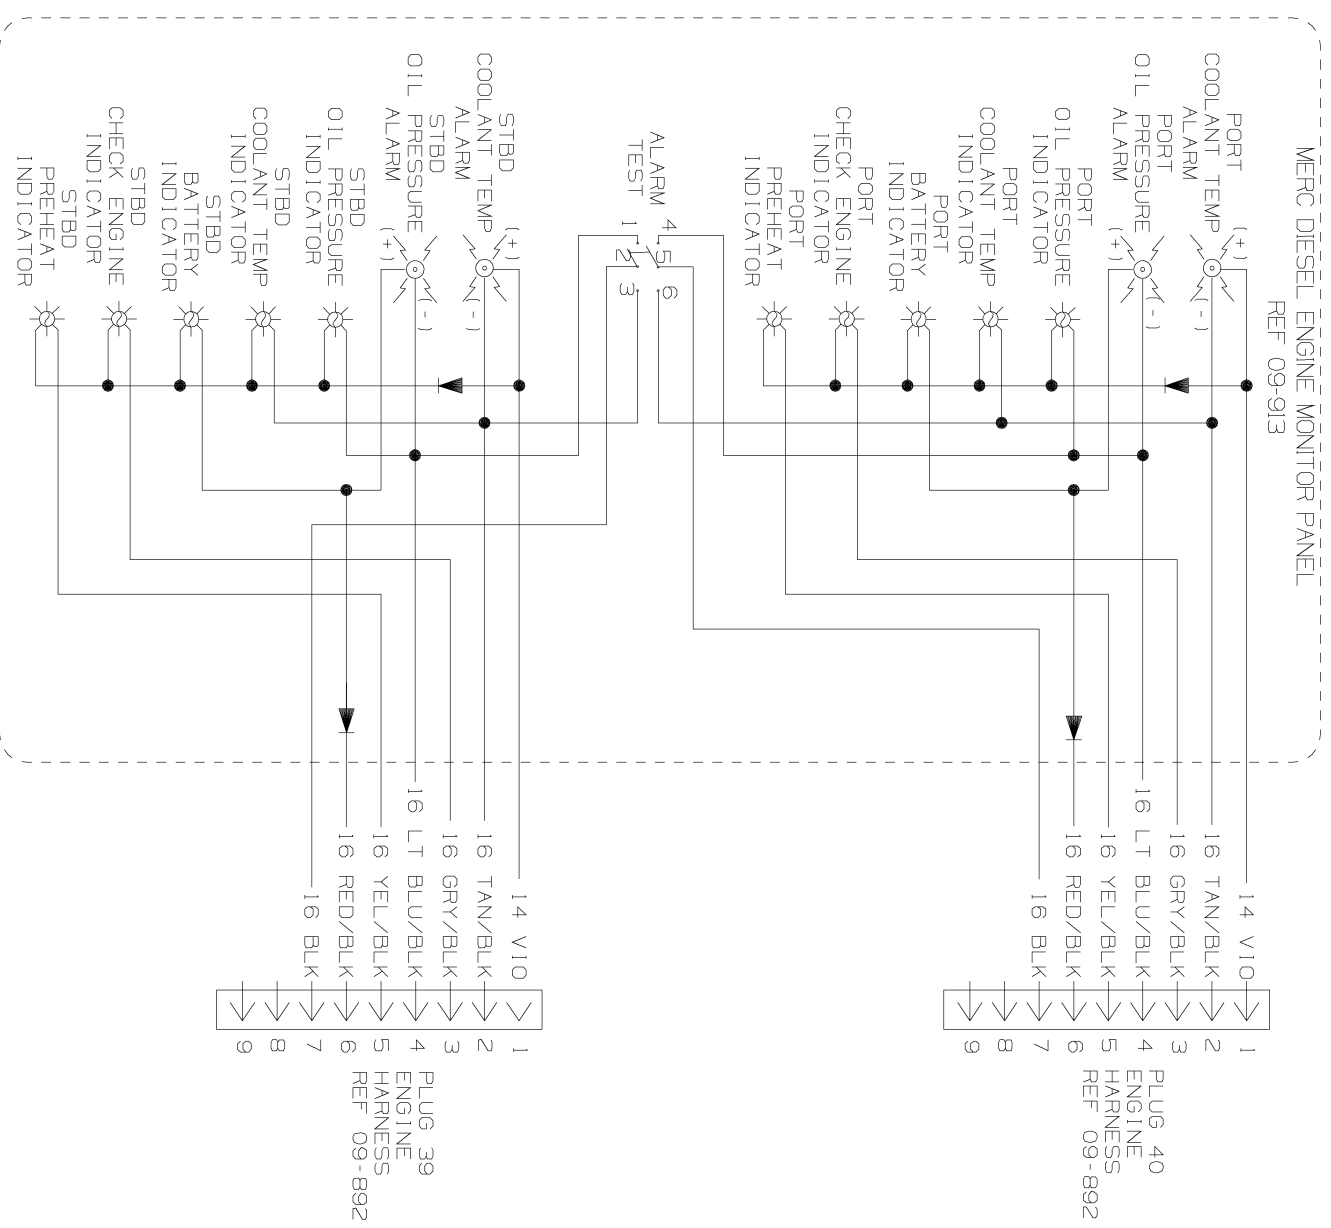 MERC DIESEL ENGINE MONITOR PANEL
REF 09-913
PORT
COOLANT TEMP
ALARM
(+)
(-)
PORT
OIL PRESSURE
ALARM
(+)
(-)
PORT
OIL PRESSURE
INDICATOR
PORT
COOLANT TEMP
INDICATOR
PORT
BATTERY
INDICATOR
PORT
CHECK ENGINE
INDICATOR
PORT
PREHEAT
INDICATOR
ALARM
TEST
4
5
6
1
2
3
STBD
COOLANT TEMP
ALARM
(+)
(-)
STBD
OIL PRESSURE
ALARM
(+)
(-)
STBD
OIL PRESSURE
INDICATOR
STBD
COOLANT TEMP
INDICATOR
STBD
BATTERY
INDICATOR
STBD
CHECK ENGINE
INDICATOR
STBD
PREHEAT
INDICATOR
14 VIO
16 TAN/BLK
16 GRY/BLK
16 LT BLU/BLK
16 YEL/BLK
16 RED/BLK
16 BLK
1
2
3
4
5
6
7
8
9
PLUG 40
ENGINE
HARNESS
REF 09-892
14 VIO
16 TAN/BLK
16 GRY/BLK
16 LT BLU/BLK
16 YEL/BLK
16 RED/BLK
16 BLK
1
2
3
4
5
6
7
8
9
PLUG 39
ENGINE
HARNESS
REF 09-892